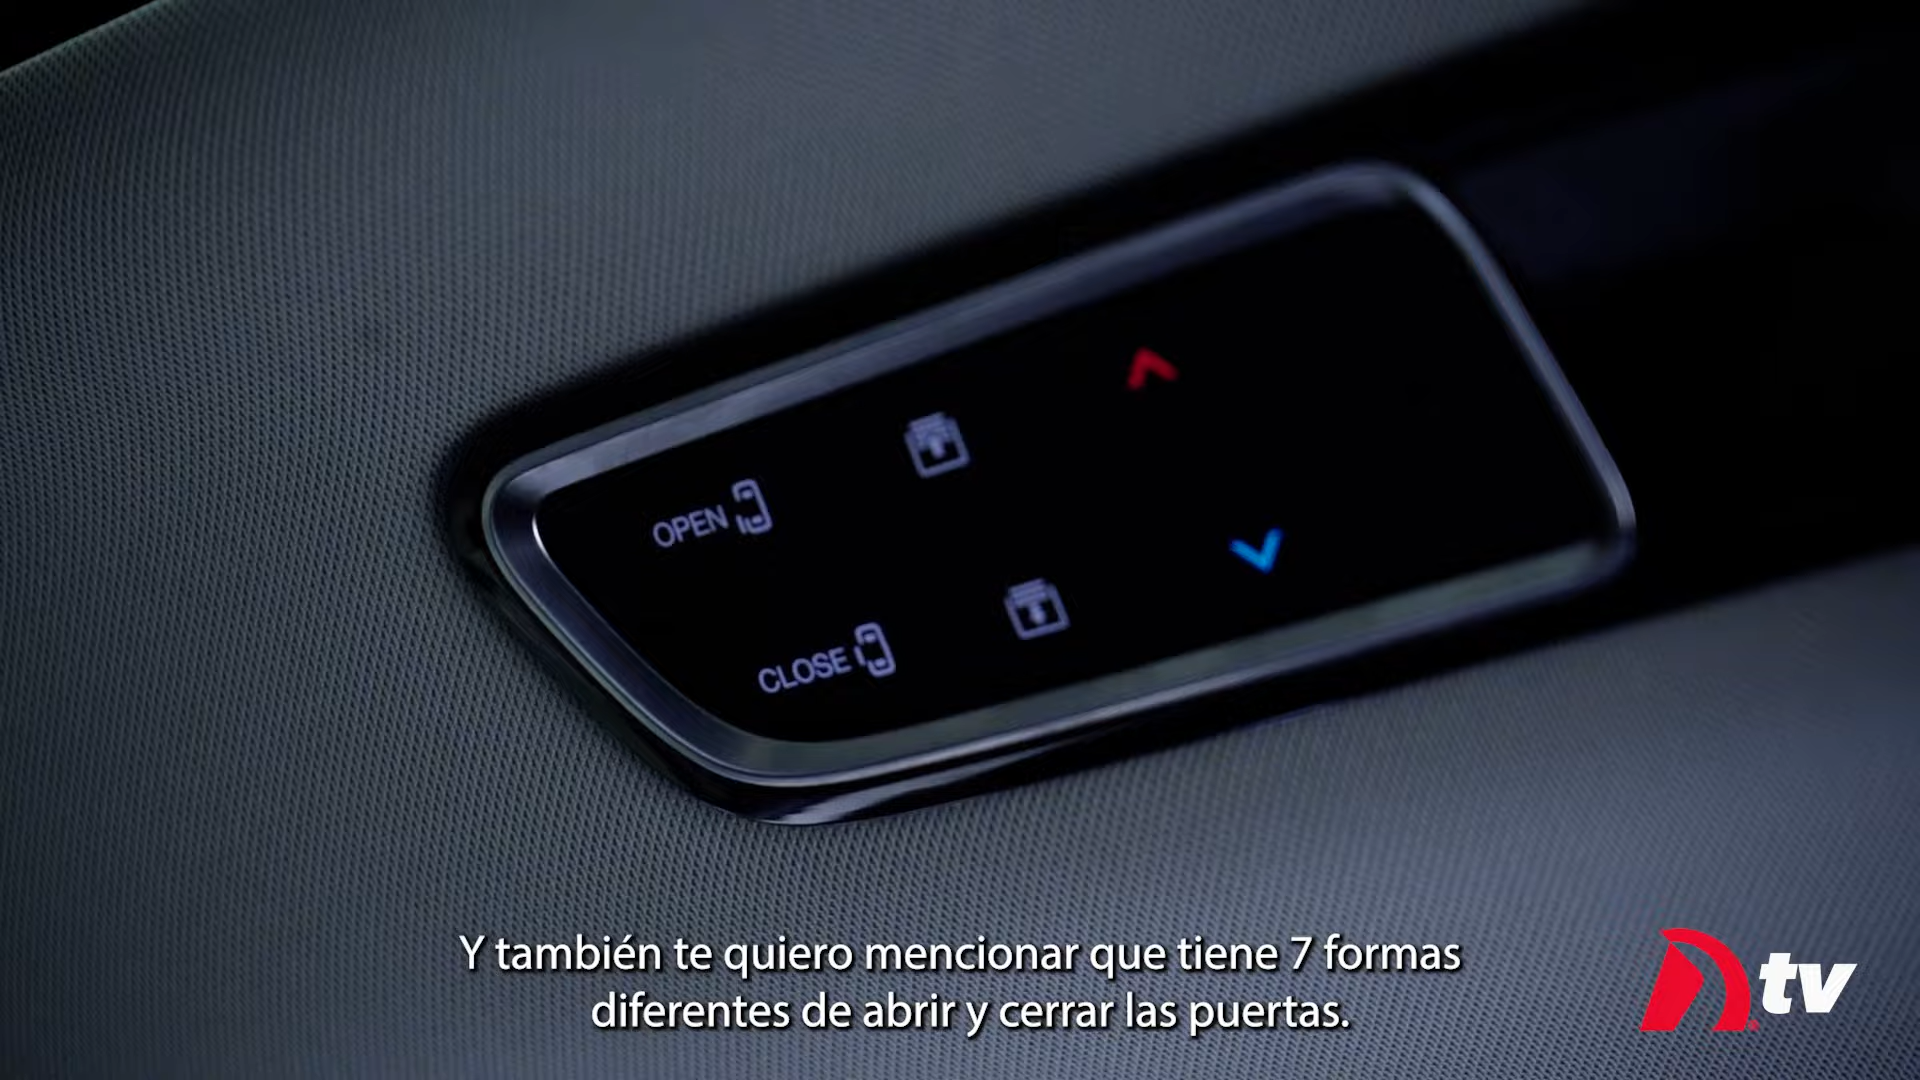 OPEN
CLOSE
Y también te quiero mencionar que tiene 7 formas
diferentes de abrir y cerrar las puertas.
tv